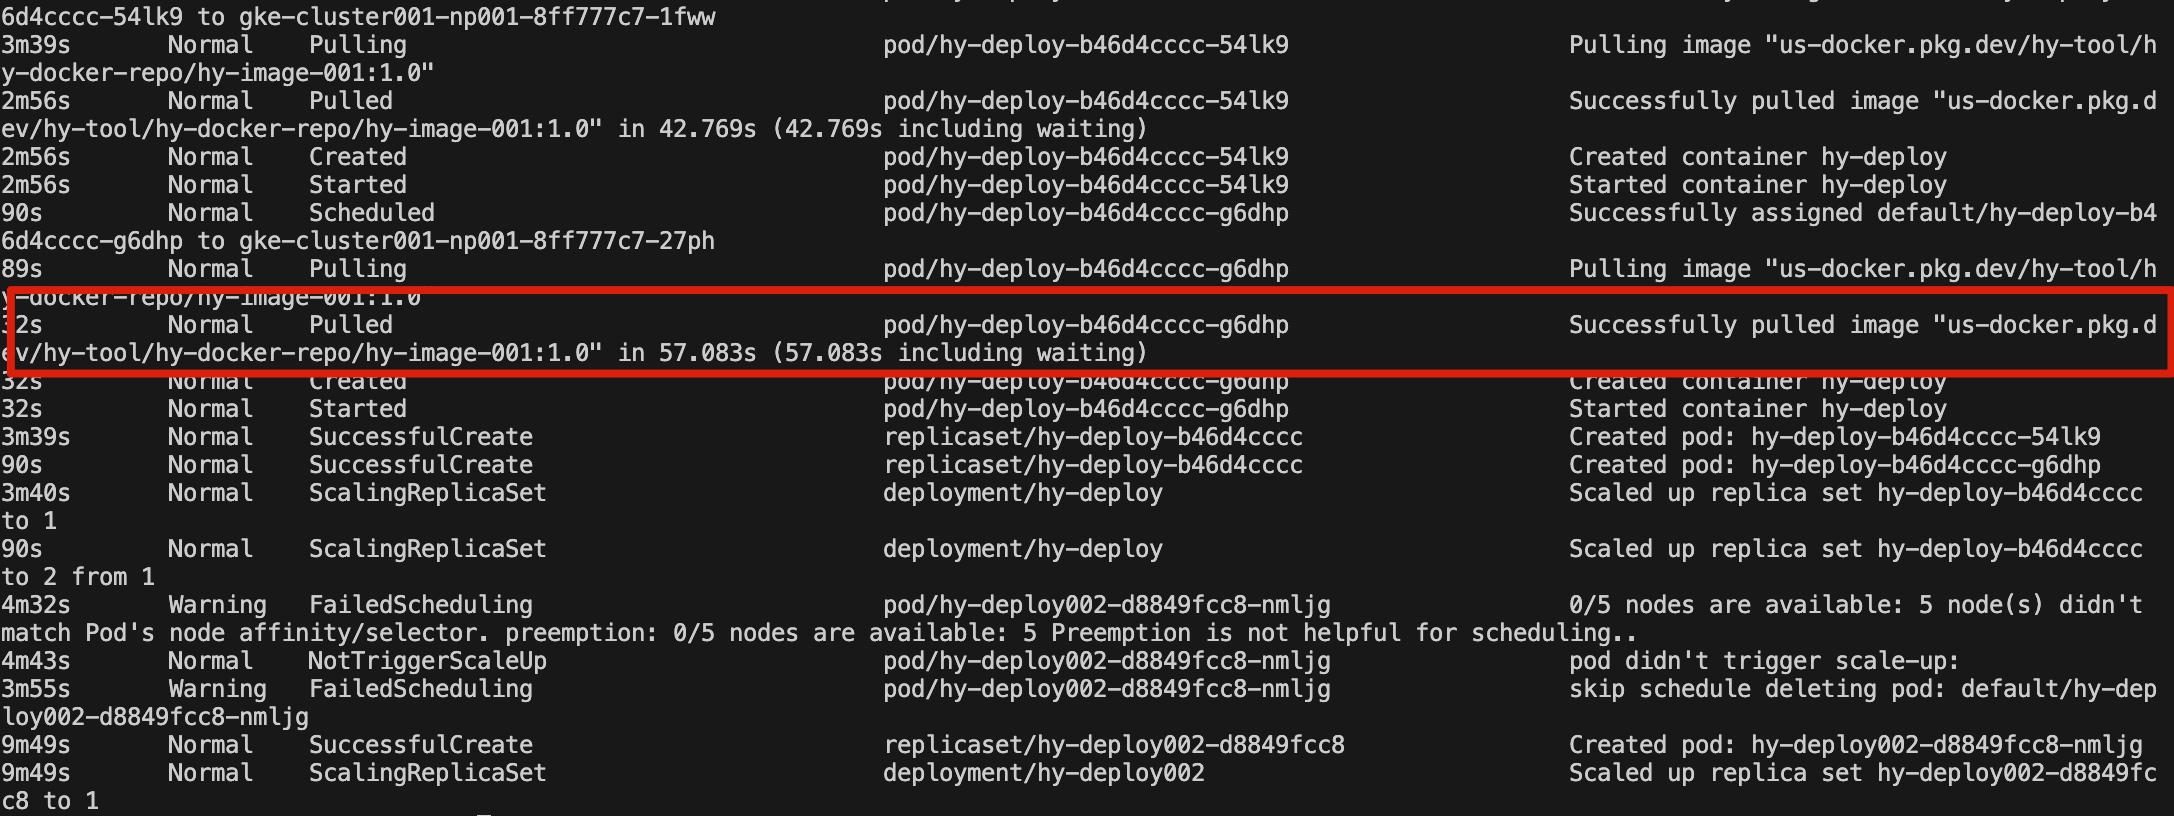 6d4cccc-54lk9 to gke-cluster001-np001-8ff777c7-1fww
3m39s Normal Pulling pod/hy-deploy-b46d4cccc-54lk9 Pulling image "us-docker.pkg.dev/hy-tool/h
y-docker-repo/hy-image-001:1.0"
2m56s Normal Pulled pod/hy-deploy-b46d4cccc-54lk9 Successfully pulled image "us-docker.pkg.d
ev/hy-tool/hy-docker-repo/hy-image-001:1.0" in 42.769s (42.769s including waiting)
2m56s Normal Created pod/hy-deploy-b46d4cccc-54lk9 Created container hy-deploy
2m56s Normal Started pod/hy-deploy-b46d4cccc-54lk9 Started container hy-deploy
90s Normal Scheduled pod/hy-deploy-b46d4cccc-g6dhp Successfully assigned default/hy-deploy-b4
6d4cccc-g6dhp to gke-cluster001-np001-8ff777c7-27ph
89s Normal Pulling pod/hy-deploy-b46d4cccc-g6dhp Pulling image "us-docker.pkg.dev/hy-tool/h
y-docker-repo/hy-image-001:1.0
32s Normal Pulled pod/hy-deploy-b46d4cccc-g6dhp Successfully pulled image "us-docker.pkg.d
ev/hy-tool/hy-docker-repo/hy-image-001:1.0" in 57.083s (57.083s including waiting)
32s Normal Created pod/hy-deploy-b46d4cccc-g6dhp Created container hy-deploy
32s Normal Started pod/hy-deploy-b46d4cccc-g6dhp Started container hy-deploy
3m39s Normal SuccessfulCreate replicaset/hy-deploy-b46d4cccc Created pod: hy-deploy-b46d4cccc-54lk9
90s Normal SuccessfulCreate replicaset/hy-deploy-b46d4cccc Created pod: hy-deploy-b46d4cccc-g6dhp
3m40s Normal ScalingReplicaSet deployment/hy-deploy Scaled up replica set hy-deploy-b46d4cccc
to 1
90s Normal ScalingReplicaSet deployment/hy-deploy Scaled up replica set hy-deploy-b46d4cccc
to 2 from 1
4m32s Warning FailedScheduling pod/hy-deploy002-d8849fcc8-nmljg 0/5 nodes are available: 5 node(s) didn't
match Pod's node affinity/selector. preemption: 0/5 nodes are available: 5 Preemption is not helpful for scheduling..
4m43s Normal NotTriggerScaleUp pod/hy-deploy002-d8849fcc8-nmljg pod didn't trigger scale-up:
3m55s Warning FailedScheduling pod/hy-deploy002-d8849fcc8-nmljg skip schedule deleting pod: default/hy-dep
loy002-d8849fcc8-nmljg
9m49s Normal SuccessfulCreate replicaset/hy-deploy002-d8849fcc8 Created pod: hy-deploy002-d8849fcc8-nmljg
9m49s Normal ScalingReplicaSet deployment/hy-deploy002 Scaled up replica set hy-deploy002-d8849fc
c8 to 1